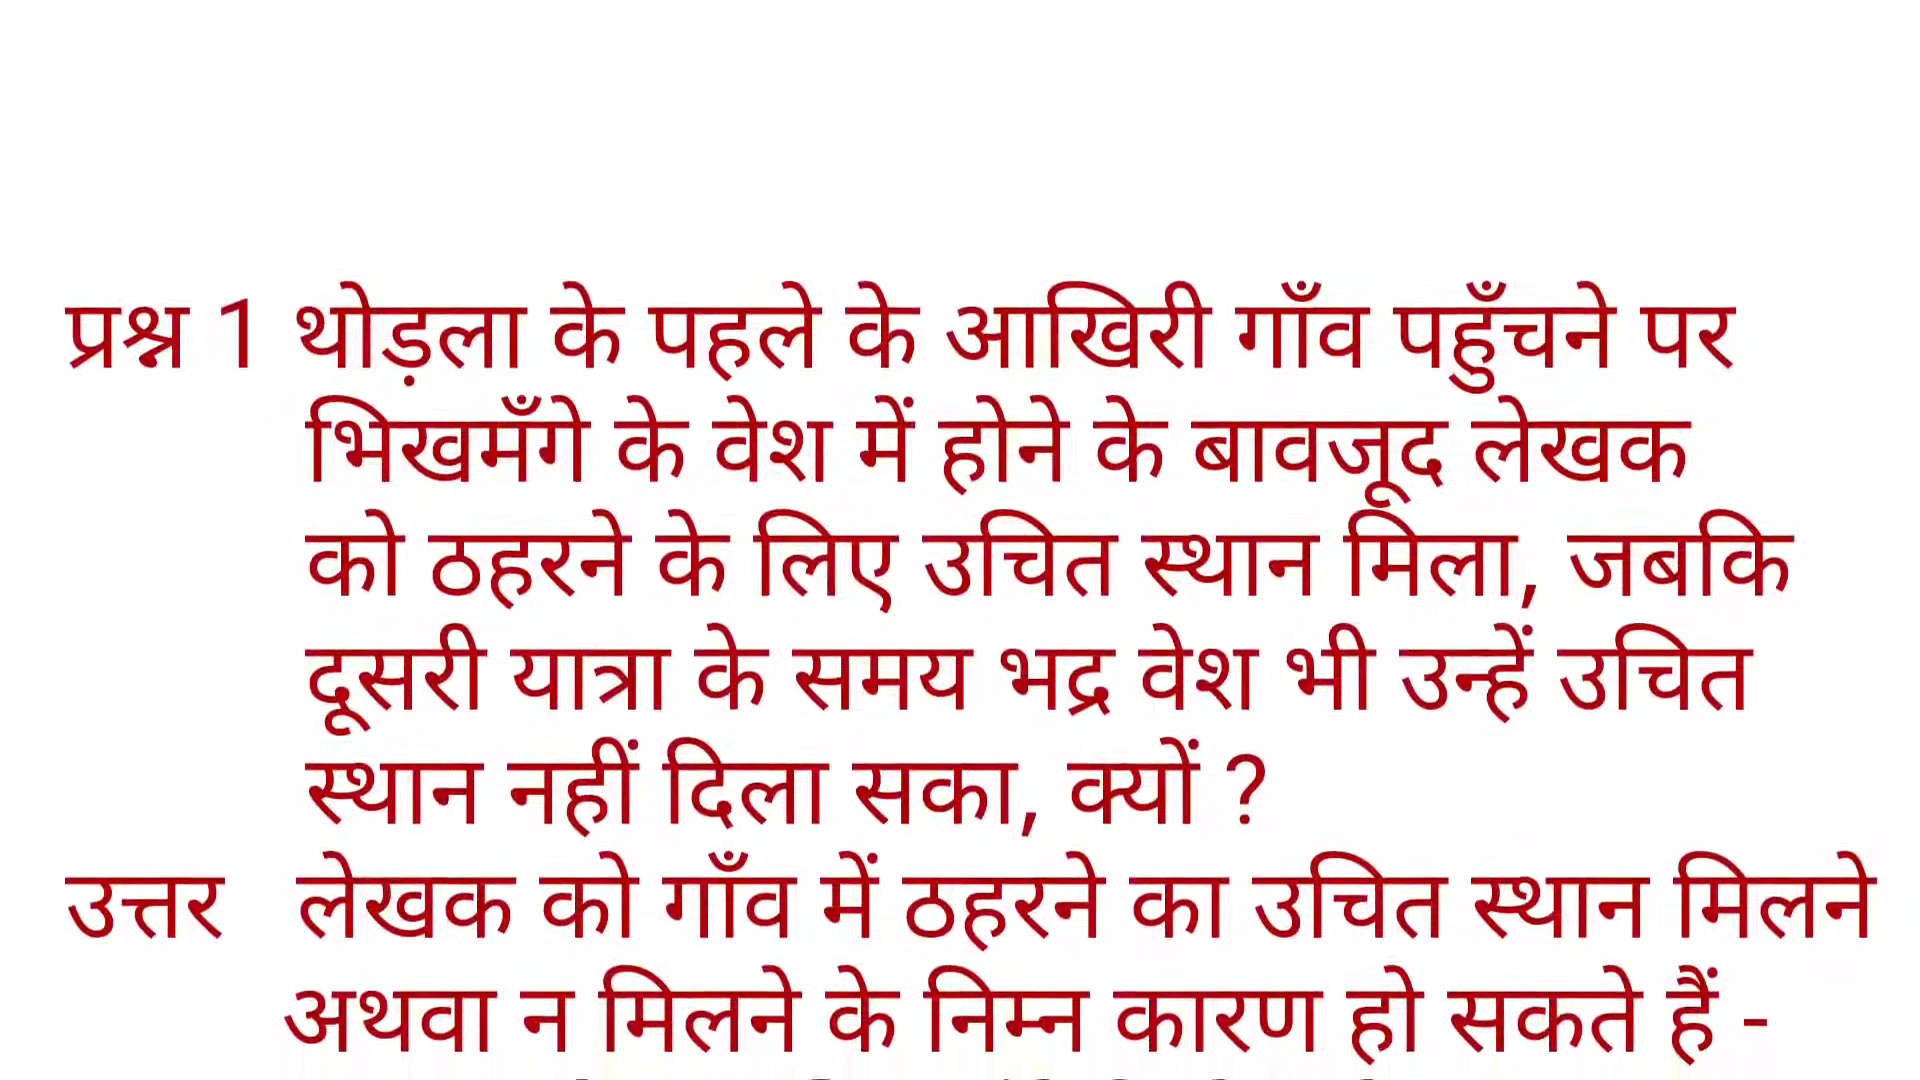 प्रश्न 1 थोड़ला के पहले के आखिरी गाँव पहुँचने पर
भिखमँगे के वेश में होने के बावजूद लेखक
को ठहरने के लिए उचित स्थान मिला, जबकि
दूसरी यात्रा के समय भद्र वेश भी उन्हें उचित
स्थान नहीं दिला सका, क्यों ?
उत्तर लेखक को गाँव में ठहरने का उचित स्थान मिलने
अथवा न मिलने के निम्न कारण हो सकते हैं -